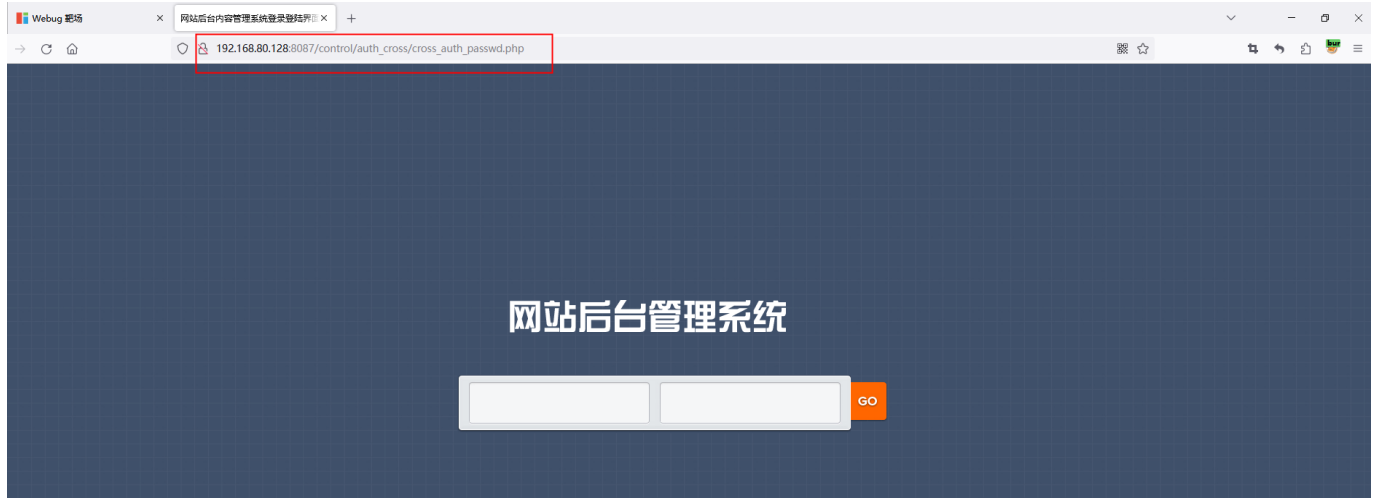 Webug 靶场
网站后台内容管理系统登录登陆界面
192.168.80.128:8087/control/auth_cross/cross_auth_passwd.php
bur
网站后台管理系统
GO